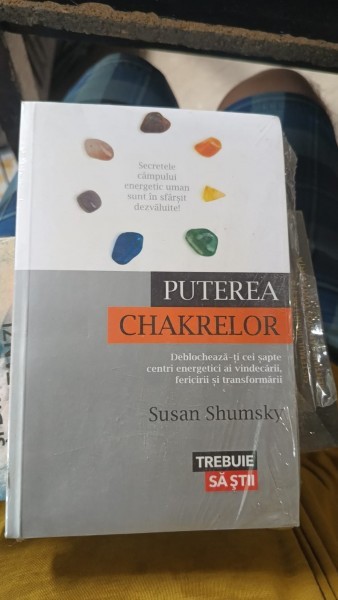 Secretele
câmpului
energetic uman
sunt în sfârșit
dezvăluite!
PUTEREA
CHAKRELOR
Deblochează-ți cei șapte
centri energetici ai vindecării,
fericirii și transformării
Susan Shumsky
TREBUIE
SĂ ȘTII